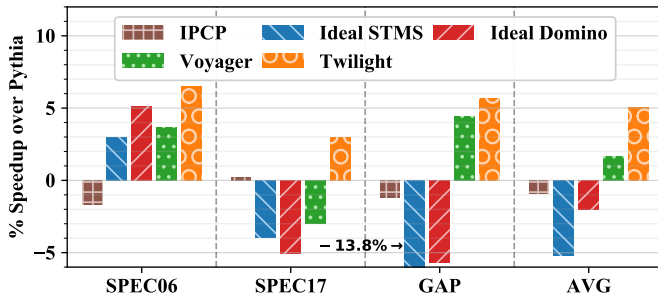 % Speedup over Pythia
10
5
0
−5
IPCP
Ideal STMS
Ideal Domino
Voyager
Twilight
−13.8%→
SPEC06
SPEC17
GAP
AVG